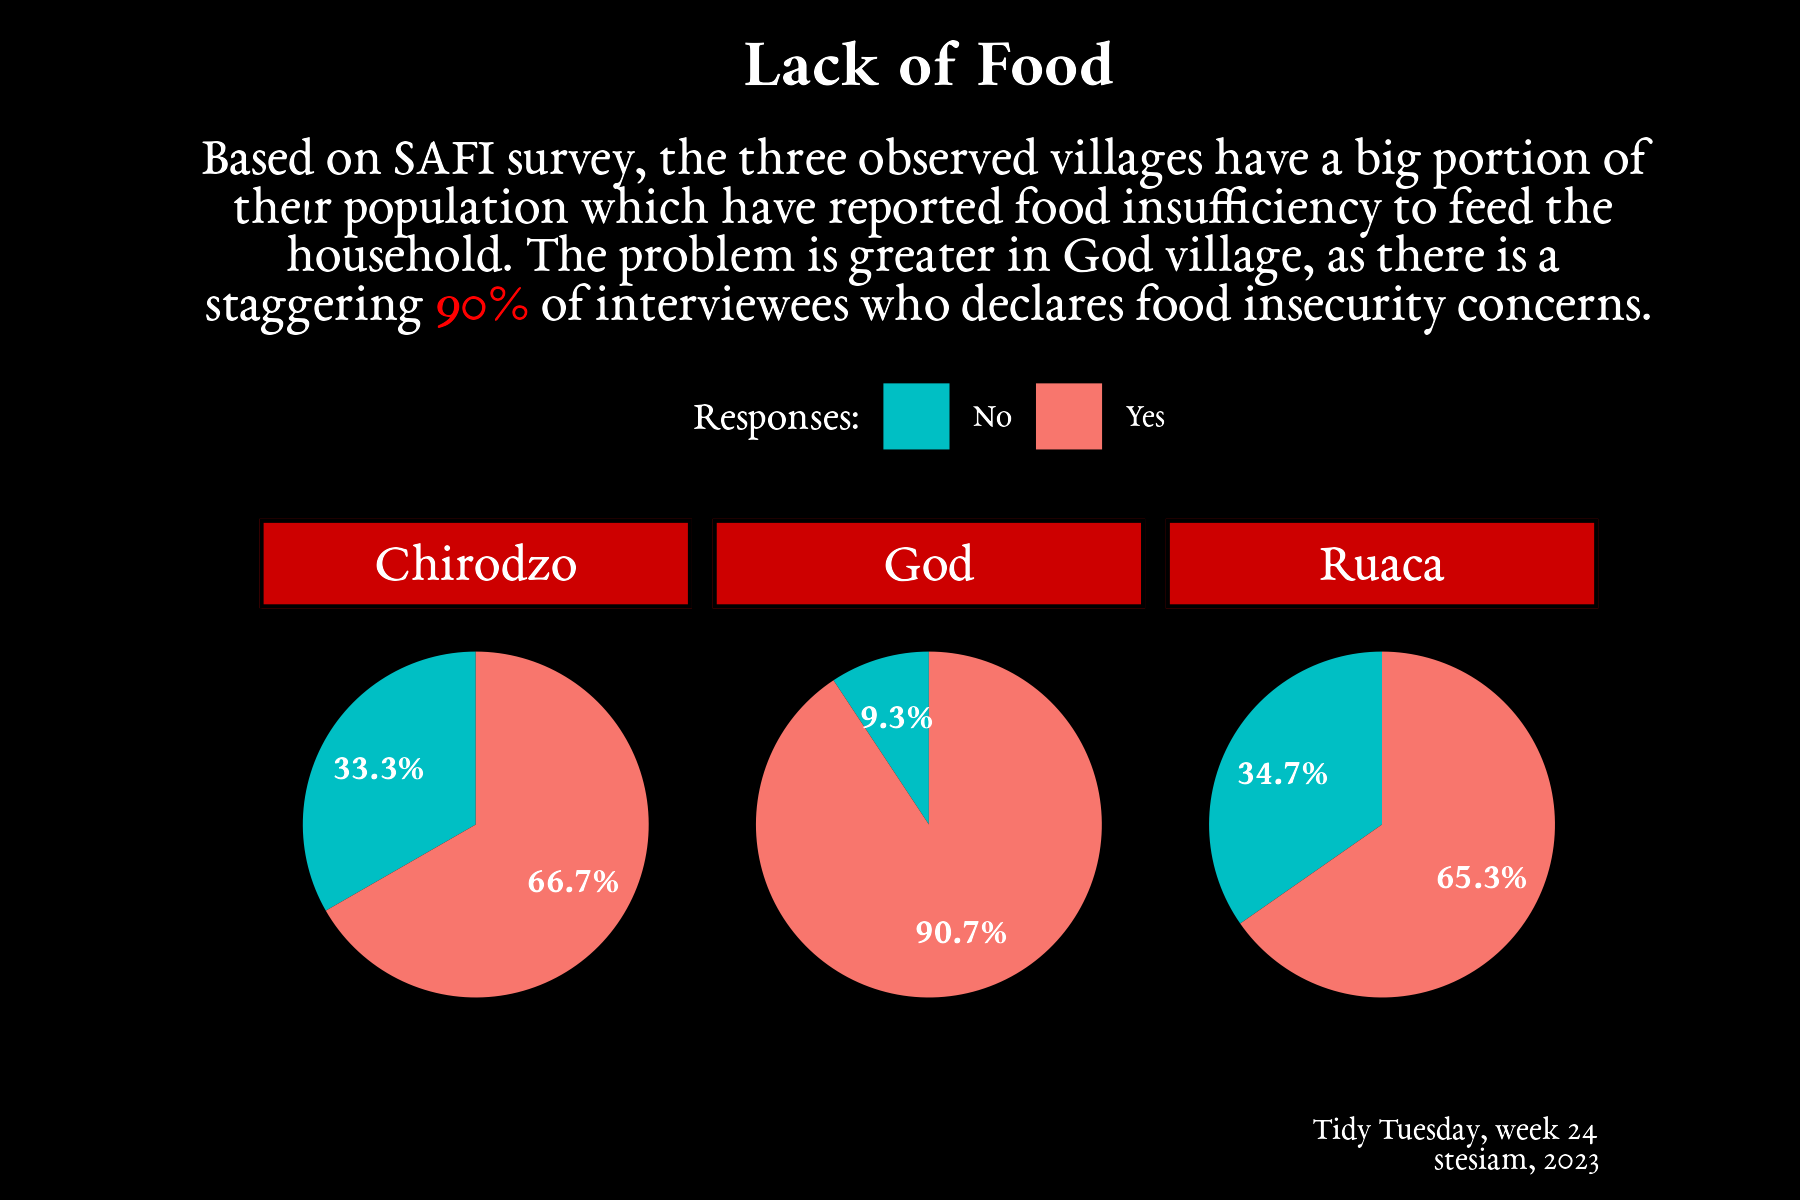 Lack of Food
Based on SAFI survey, the three observed villages have a big portion of
their population which have reported food insufficiency to feed the
household. The problem is greater in God village, as there is a
staggering 90% of interviewees who declares food insecurity concerns.
Responses: No Yes
Chirodzo God Ruaca
33.3% 66.7%
9.3% 90.7%
34.7% 65.3%
Tidy Tuesday, week 24
stesiam, 2023